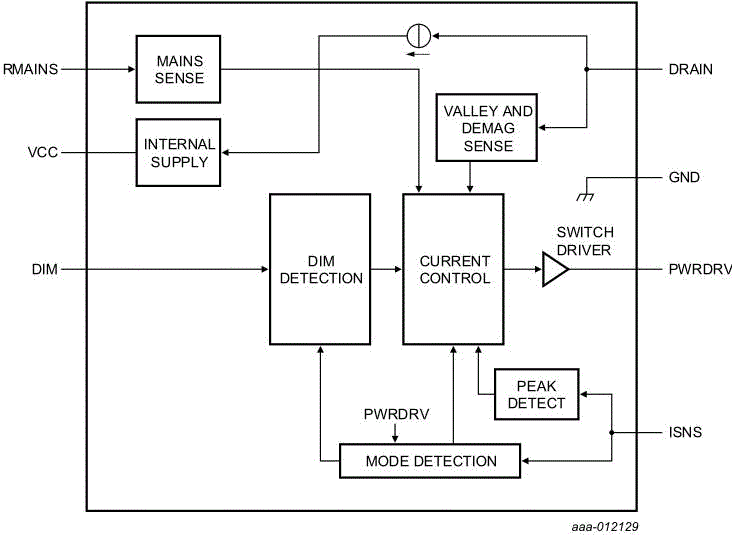 RMAINS
MAINS
SENSE
DRAIN
VALLEY AND
DEMAG
SENSE
VCC
INTERNAL
SUPPLY
GND
SWITCH
DRIVER
DIM
DIM
DETECTION
CURRENT
CONTROL
PWRDRV
PEAK
DETECT
PWRDRV
ISNS
MODE DETECTION
aaa-012129